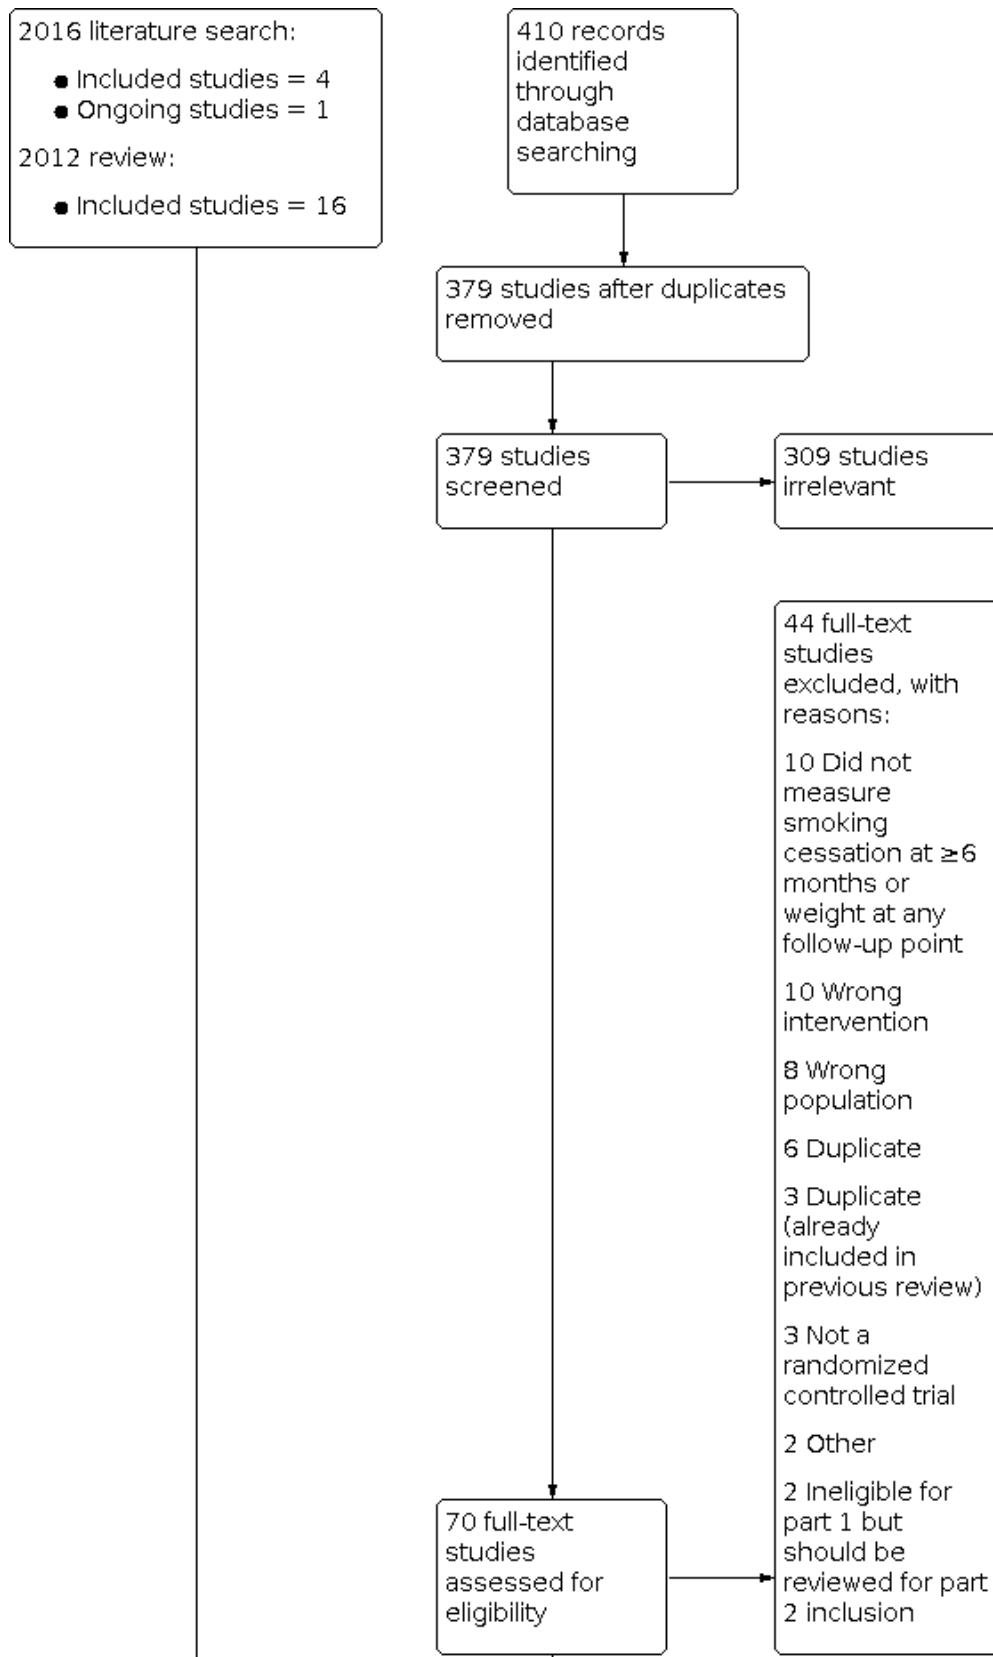 2016 literature search:
● Included studies = 4
● Ongoing studies = 1
2012 review:
● Included studies = 16
410 records
identified
through
database
searching
379 studies after duplicates
removed
379 studies
screened
309 studies
irrelevant
44 full-text
studies
excluded, with
reasons:
10 Did not
measure
smoking
cessation at ≥6
months or
weight at any
follow-up point
10 Wrong
intervention
8 Wrong
population
6 Duplicate
3 Duplicate
(already
included in
previous review)
3 Not a
randomized
controlled trial
2 Other
2 Ineligible for
part 1 but
should be
reviewed for part
2 inclusion
70 full-text
studies
assessed for
eligibility